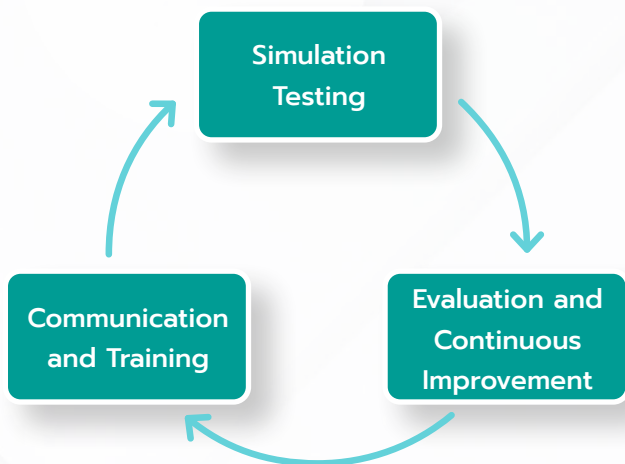 Simulation
Testing
Communication
and Training
Evaluation and
Continuous
Improvement